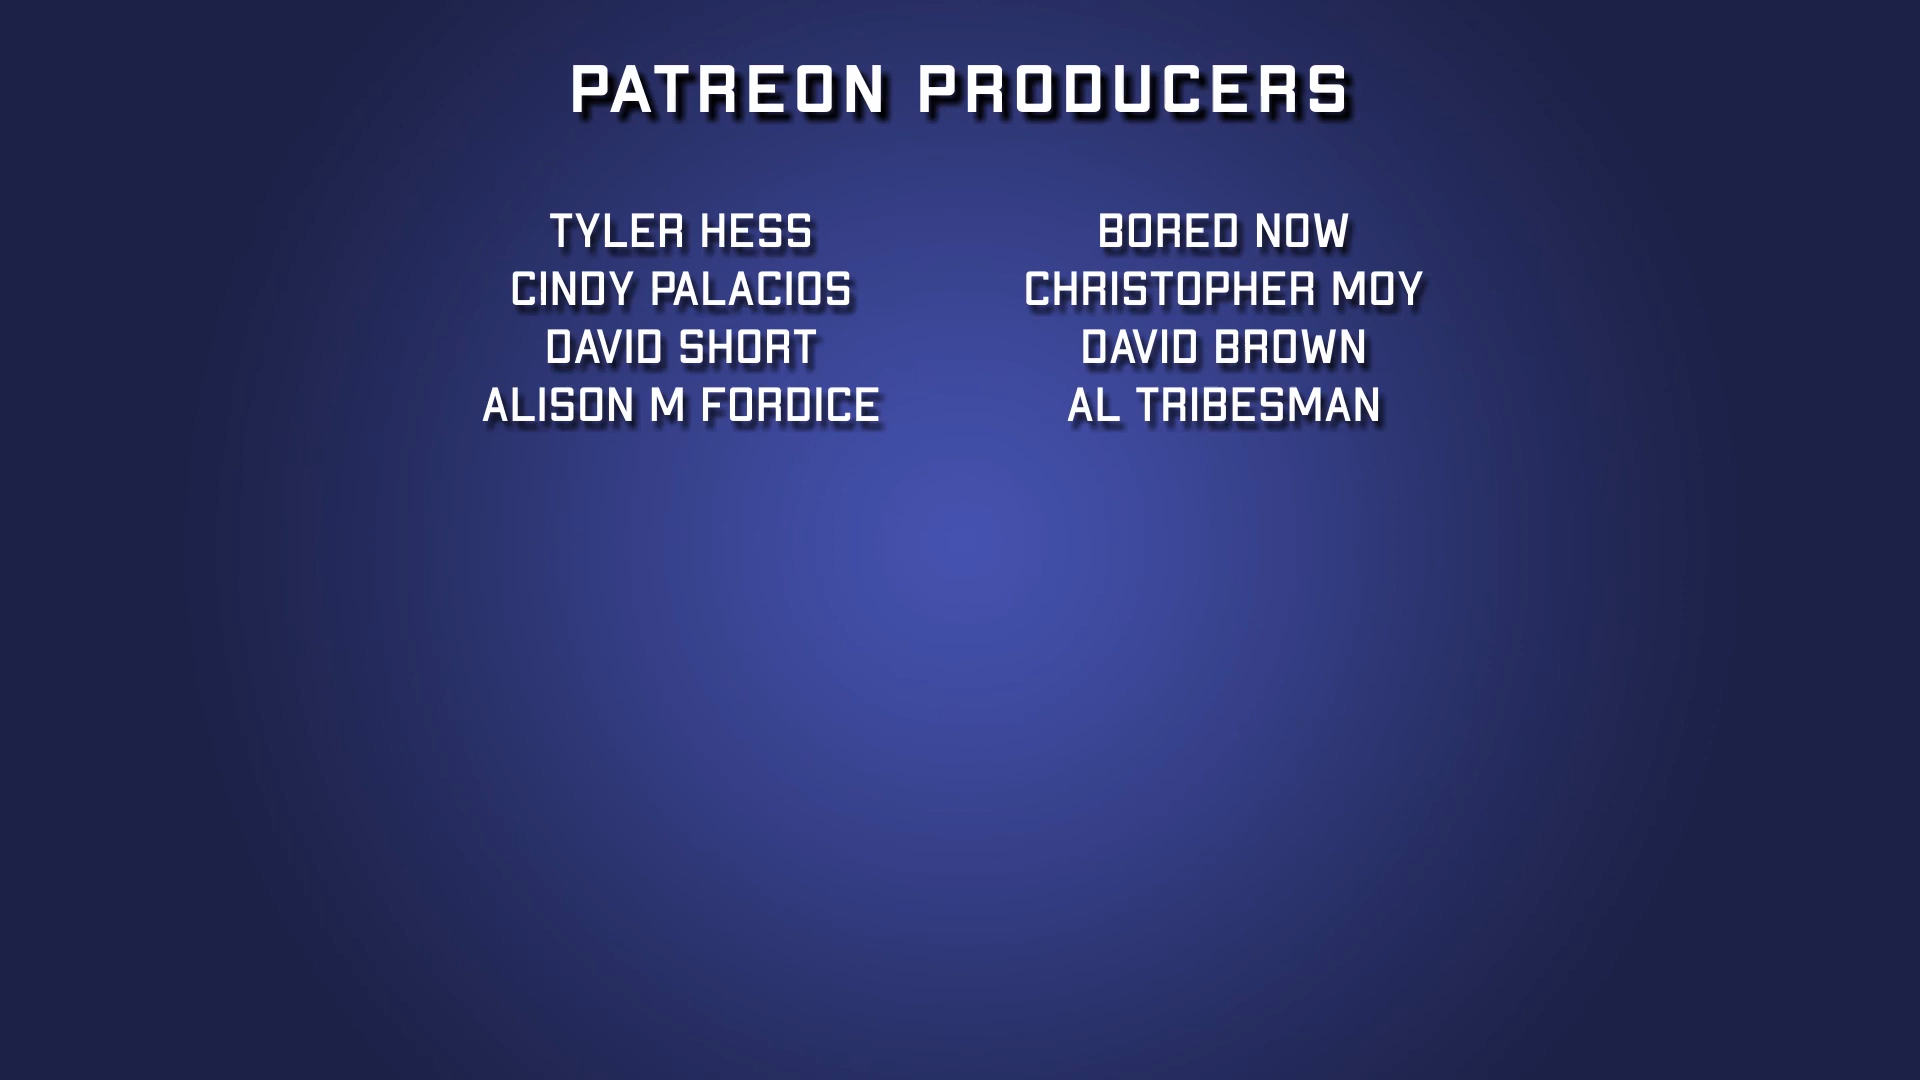 PATREON PRODUCERS
TYLER HESS
CINDY PALACIOS
DAVID SHORT
ALISON M FORDICE
BORED NOW
CHRISTOPHER MOY
DAVID BROWN
AL TRIBESMAN